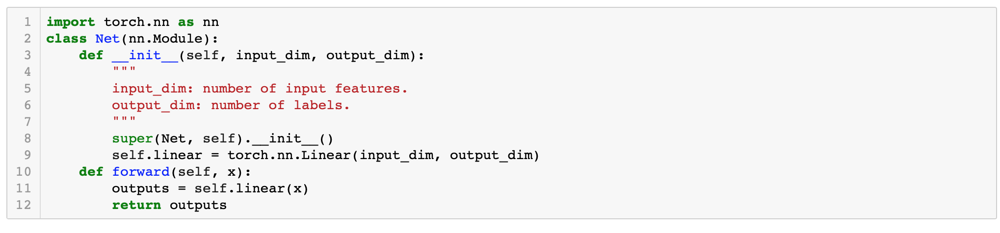 1 import torch.nn as nn
2 class Net(nn.Module):
3     def __init__(self, input_dim, output_dim):
4         """
5         input_dim: number of input features.
6         output_dim: number of labels.
7         """
8         super(Net, self).__init__()
9         self.linear = torch.nn.Linear(input_dim, output_dim)
10     def forward(self, x):
11         outputs = self.linear(x)
12         return outputs